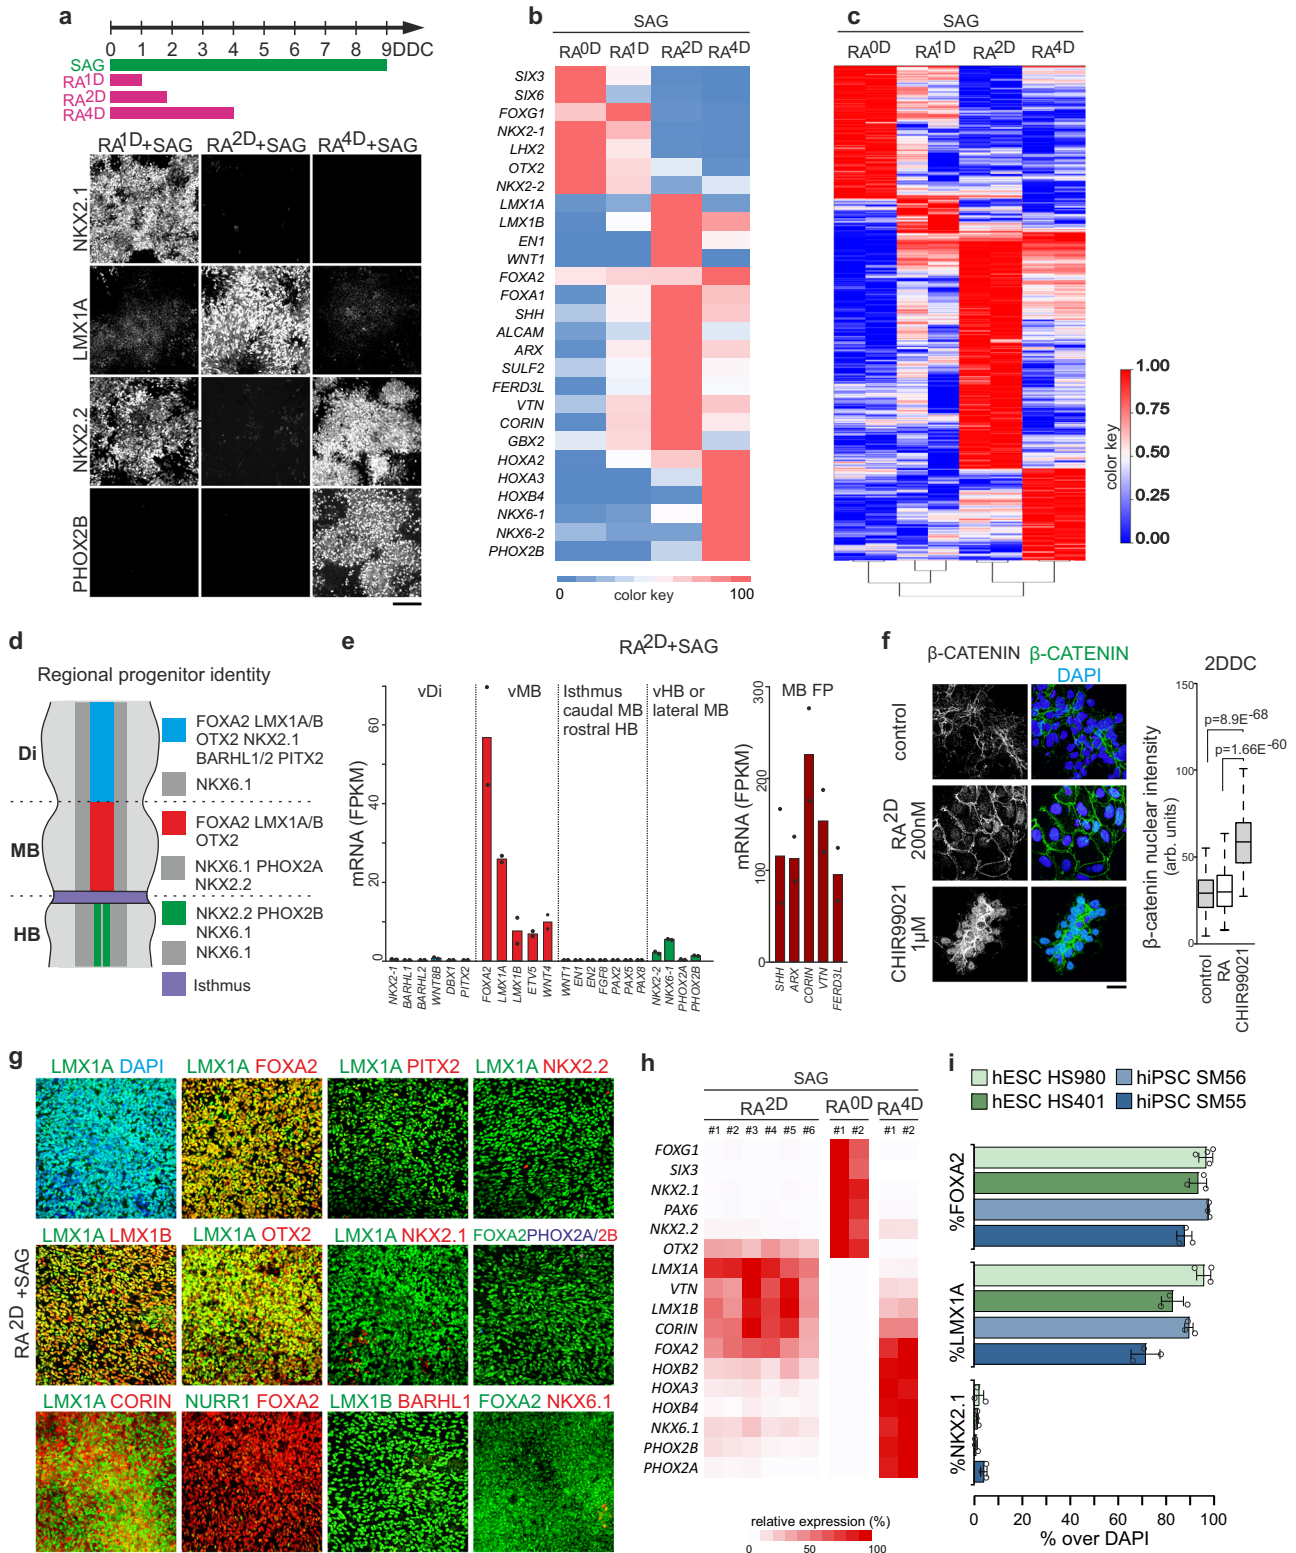 a
0 1 2 3 4 5 6 7 8 9DDC
SAG
RA1D
RA2D
RA4D
RA1D+SAG RA2D+SAG RA4D+SAG
NKX2.1
LMX1A
NKX2.2
PHOX2B
b
SAG
RA0D RA1D RA2D RA4D
SIX3
SIX6
FOXG1
NKX2-1
LHX2
OTX2
NKX2-2
LMX1A
LMX1B
EN1
WNT1
FOXA2
FOXA1
SHH
ALCAM
ARX
SULF2
FERD3L
VTN
CORIN
GBX2
HOXA2
HOXA3
HOXB4
NKX6-1
NKX6-2
PHOX2B
0 100
color key
c
SAG
RA0D RA1D RA2D RA4D
color key
1.00
0.75
0.50
0.25
0.00
d
Regional progenitor identity
Di
MB
HB
FOXA2 LMX1A/B
OTX2 NKX2.1
BARHL1/2 PITX2
NKX6.1
FOXA2 LMX1A/B
OTX2
NKX6.1 PHOX2A
NKX2.2
NKX2.2 PHOX2B
NKX6.1
NKX6.1
Isthmus
e
RA2D+SAG
vDi
vMB
Isthmus
caudal MB
rostral HB
vHB or
lateral MB
mRNA (FPKM)
60
40
20
0
NKX2-1
BARHL1
BARHL2
WNT8B
DBX1
PITX2
FOXA2
LMX1A
LMX1B
ETV5
WNT4
WNT1
EN1
EN2
FGF8
PAX2
PAX5
PAX8
NKX2-2
NKX6-1
PHOX2A
PHOX2B
MB FP
mRNA (FPKM)
300
200
100
0
SHH
ARX
CORIN
VTN
FERD3L
f
β-CATENIN β-CATENIN
DAPI
control
RA2D
200nM
CHIR99021
1µM
2DDC
β-catenin nuclear intensity
(arb. units)
150
100
50
0
p=8.9E-68
p=1.66E-60
control
RA
CHIR99021
g
RA2D +SAG
LMX1A DAPI LMX1A FOXA2 LMX1A PITX2 LMX1A NKX2.2
LMX1A LMX1B LMX1A OTX2 LMX1A NKX2.1 FOXA2PHOX2A/2B
LMX1A CORIN NURR1 FOXA2 LMX1B BARHL1 FOXA2 NKX6.1
h
SAG
RA2D RA0D RA4D
#1 #2 #3 #4 #5 #6 #1 #2 #1 #2
FOXG1
SIX3
NKX2.1
PAX6
NKX2.2
OTX2
LMX1A
VTN
LMX1B
CORIN
FOXA2
HOXB2
HOXA3
HOXB4
NKX6.1
PHOX2B
PHOX2A
relative expression (%)
0 50 100
i
hESC HS980 hiPSC SM56
hESC HS401 hiPSC SM55
%FOXA2
%LMX1A
%NKX2.1
0 20 40 60 80 100
% over DAPI